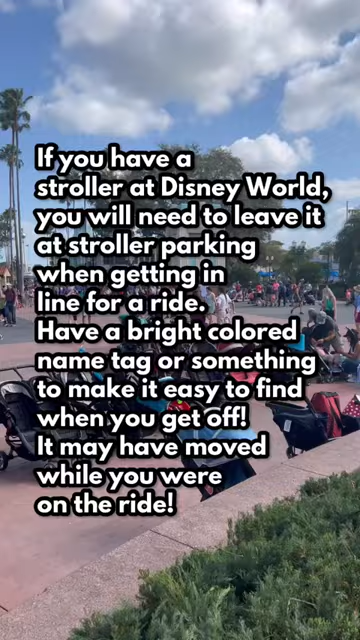 If you have a
stroller at Disney World,
you will need to leave it
at stroller parking
when getting in
line for a ride.
Have a bright colored
name tag or something
to make it easy to find
when you get off!
It may have moved
while you were
on the ride!